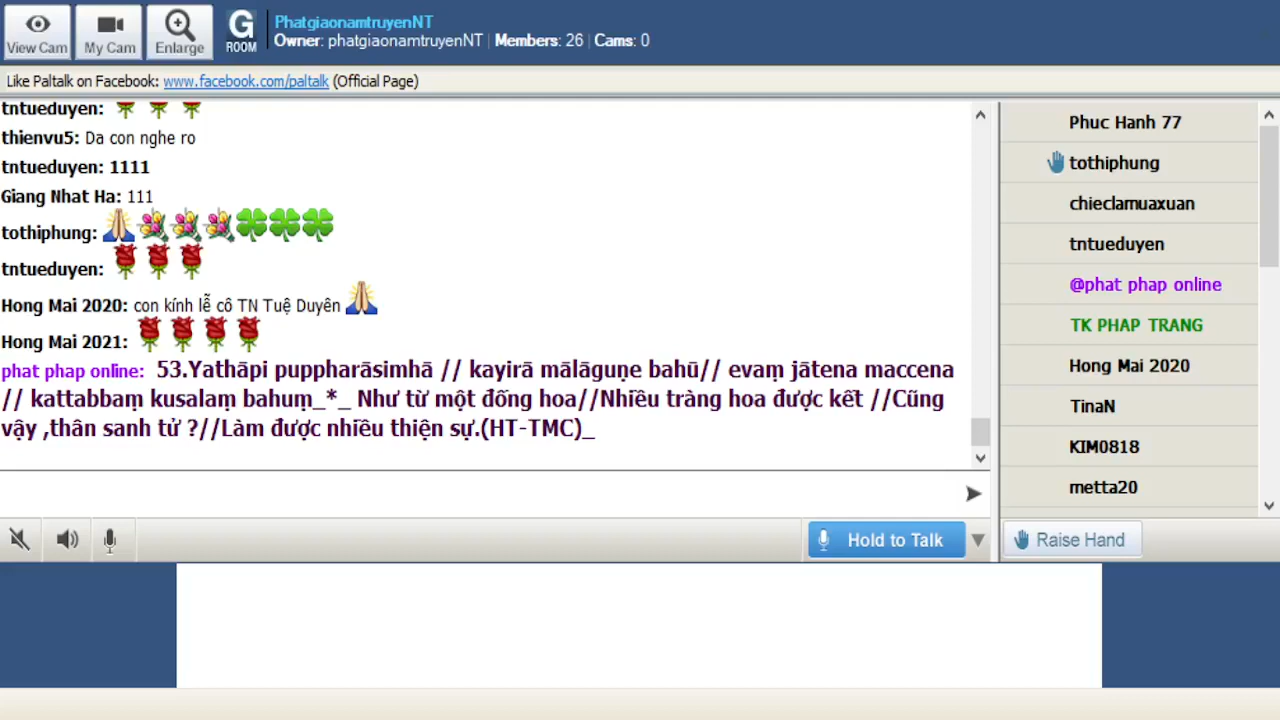 View Cam
My Cam
Enlarge
G
ROOM
PhatgiaonamtruyenNT
Owner: phatgiaonamtruyenNT | Members: 26 | Cams: 0
Like Paltalk on Facebook: www.facebook.com/paltalk (Official Page)
tntueduyen:
thienvu5: Da con nghe ro
tntueduyen: 1111
Giang Nhat Ha: 111
tothiphung:
tntueduyen:
Hong Mai 2020: con kính lễ cô TN Tuệ Duyên
Hong Mai 2021:
phat phap online: 53.Yathāpi puppharāsimhā // kayirā mālāguṇe bahū// evaṃ jātena maccena
// kattabbaṃ kusalaṃ bahuṃ_*_ Như từ một đống hoa//Nhiều tràng hoa được kết //Cũng
vậy ,thân sanh tử ?//Làm được nhiều thiện sự.(HT-TMC)_
Hold to Talk
Phuc Hanh 77
tothiphung
chieclamuaxuan
tntueduyen
@phat phap online
TK PHAP TRANG
Hong Mai 2020
TinaN
KIM0818
metta20
Raise Hand